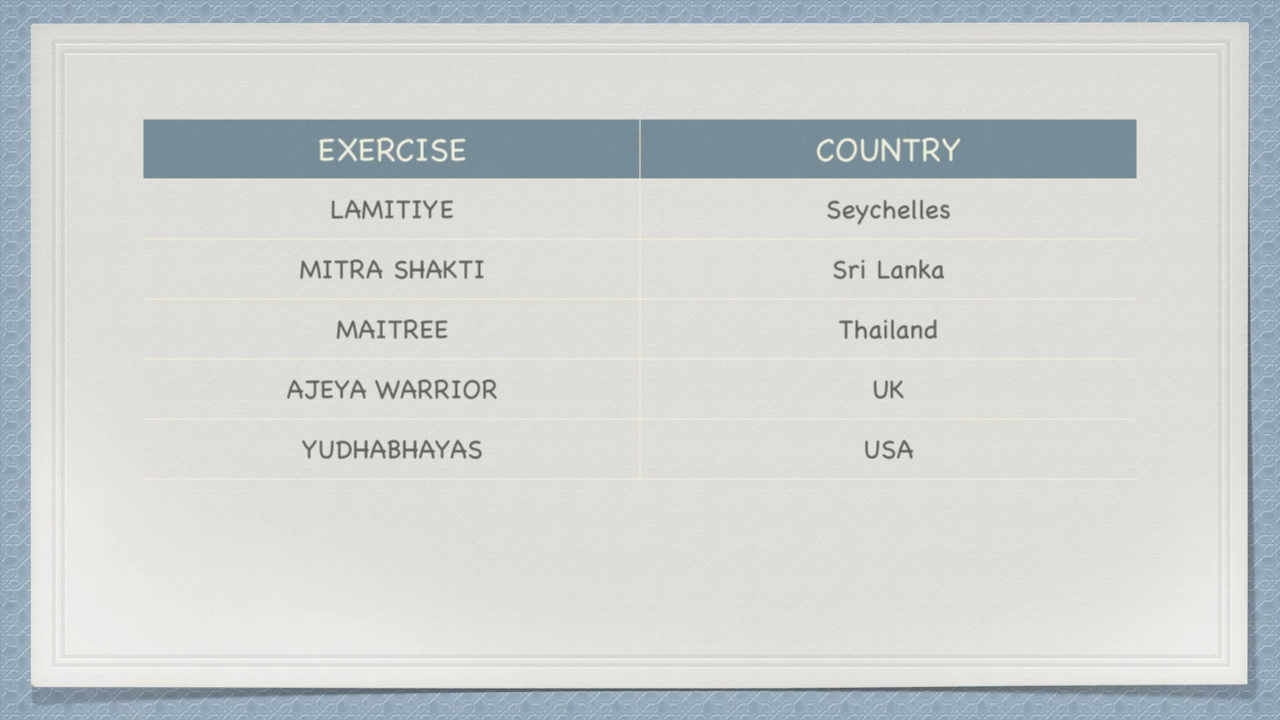 EXERCISE COUNTRY
LAMITIYE Seychelles
MITRA SHAKTI Sri Lanka
MAITREE Thailand
AJEYA WARRIOR UK
YUDHABHAYAS USA